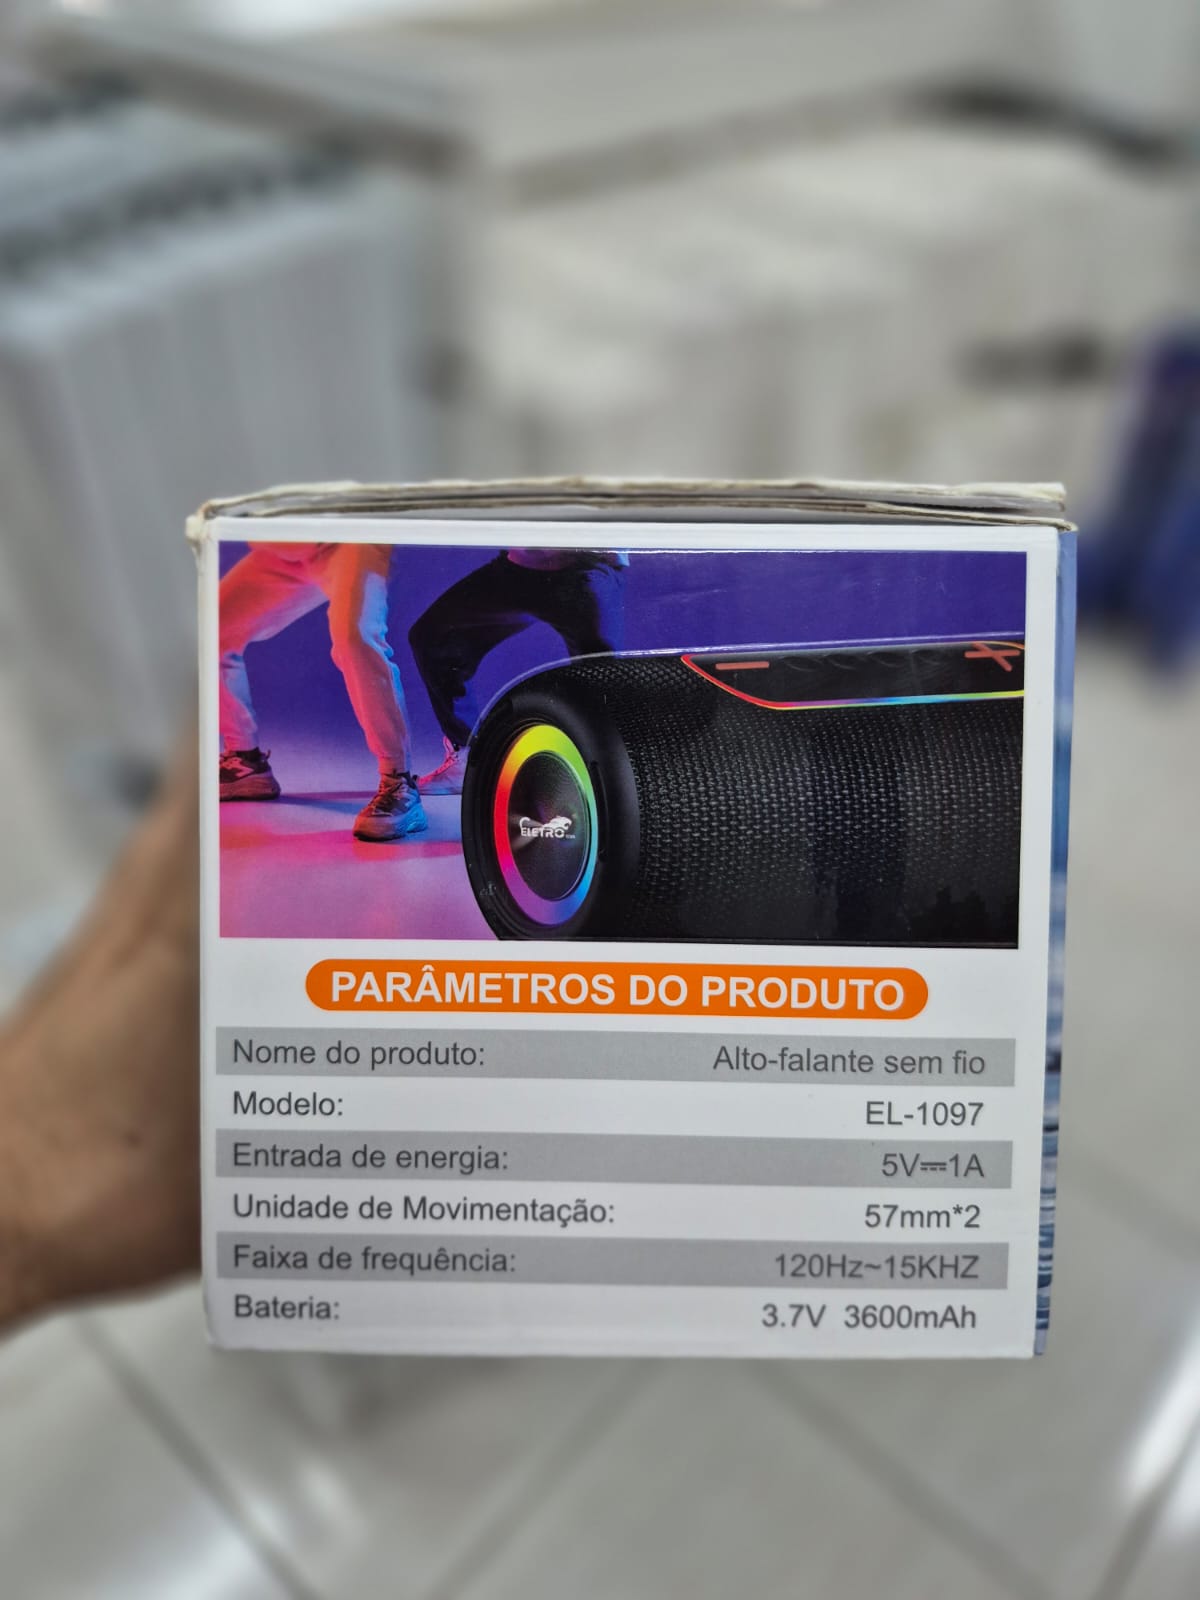 ELETRO
PARÂMETROS DO PRODUTO
Nome do produto: Alto-falante sem fio
Modelo: EL-1097
Entrada de energia: 5V⎓1A
Unidade de Movimentação: 57mm*2
Faixa de frequência: 120Hz~15KHZ
Bateria: 3.7V 3600mAh